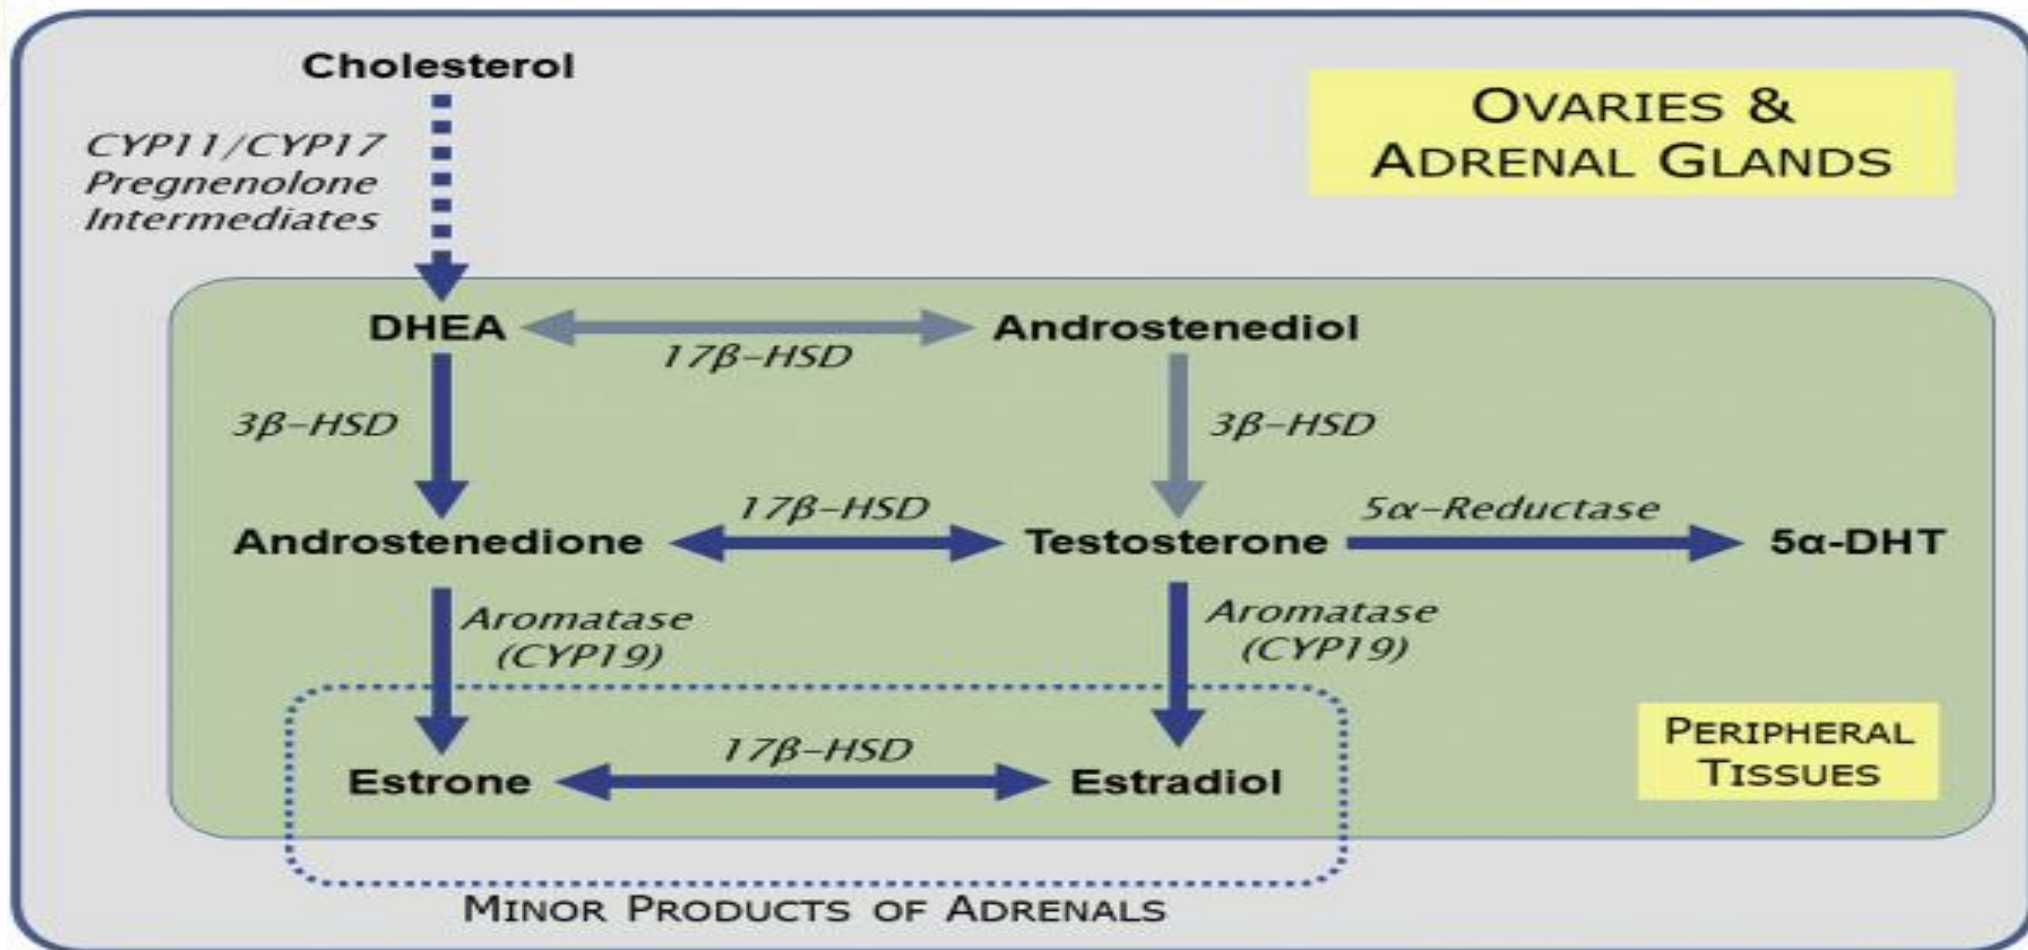 Cholesterol
OVARIES &
ADRENAL GLANDS
CYP11/CYP17
Pregnenolone
Intermediates
DHEA
Androstenediol
17β-HSD
3β-HSD
3β-HSD
17β-HSD
5α-Reductase
Androstenedione
Testosterone
5α-DHT
Aromatase
(CYP19)
Aromatase
(CYP19)
PERIPHERAL
TISSUES
17β-HSD
Estrone
Estradiol
MINOR PRODUCTS OF ADRENALS